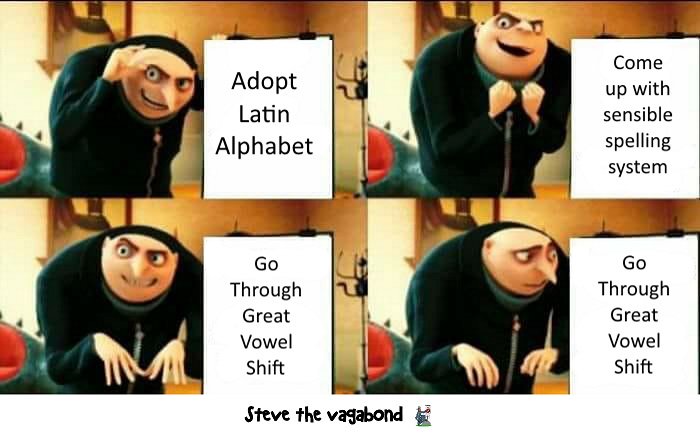 Adopt
Latin
Alphabet
Come
up with
sensible
spelling
system
Go
Through
Great
Vowel
Shift
Go
Through
Great
Vowel
Shift
Steve the vagabond